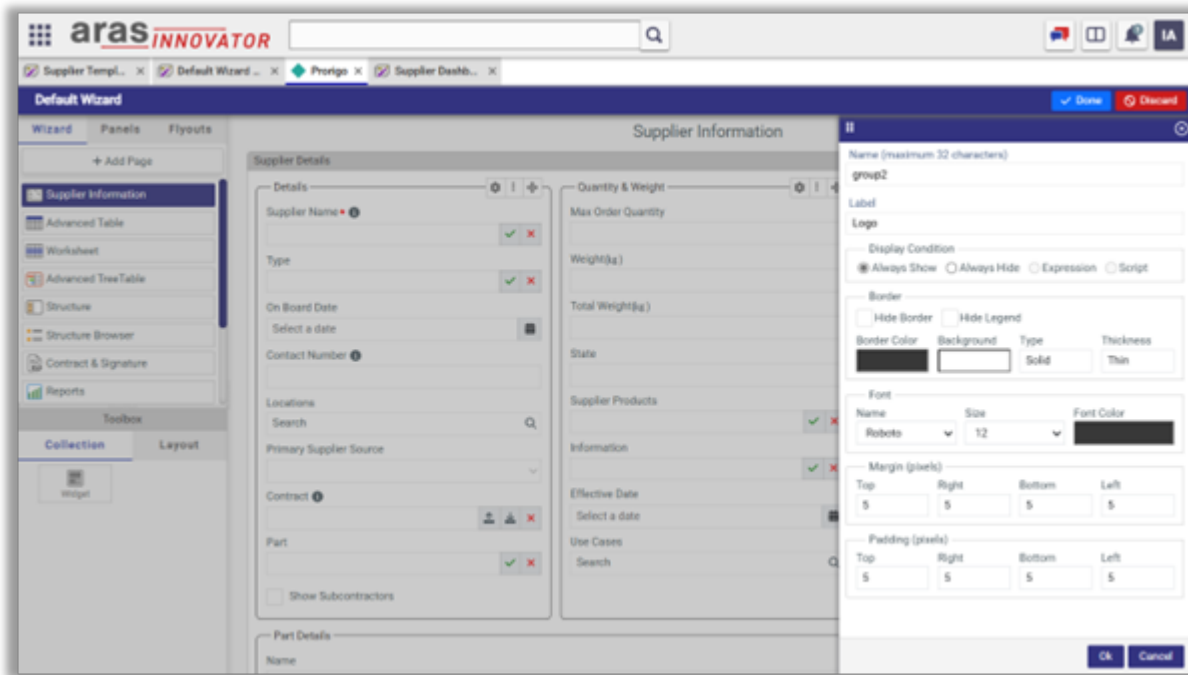 aras INNOVATOR
IA
Supplier Templ... Default Wizard ... Prorigo Supplier Dashb...
Default Wizard
Done Discard
Wizard Panels Flyouts
+ Add Page
Supplier Information
Advanced Table
Worksheet
Advanced TreeTable
Structure
Structure Browser
Contract & Signature
Reports
Toolbox
Collection Layout
Widget
Supplier Information
Supplier Details
Details
Supplier Name
Type
On Board Date
Select a date
Contact Number
Locations
Search
Primary Supplier Source
Contract
Part
Show Subcontractors
Quantity & Weight
Max Order Quantity
Weight(kg)
Total Weight(kg)
State
Supplier Products
Information
Effective Date
Select a date
Use Cases
Search
Part Details
Name
Name (maximum 32 characters)
group2
Label
Logo
Display Condition
Always Show Always Hide Expression Script
Border
Hide Border Hide Legend
Border Color Background Type Thickness
Solid Thin
Font
Name Size Font Color
Roboto 12
Margin (pixels)
Top Right Bottom Left
5 5 5 5
Padding (pixels)
Top Right Bottom Left
5 5 5 5
Ok Cancel